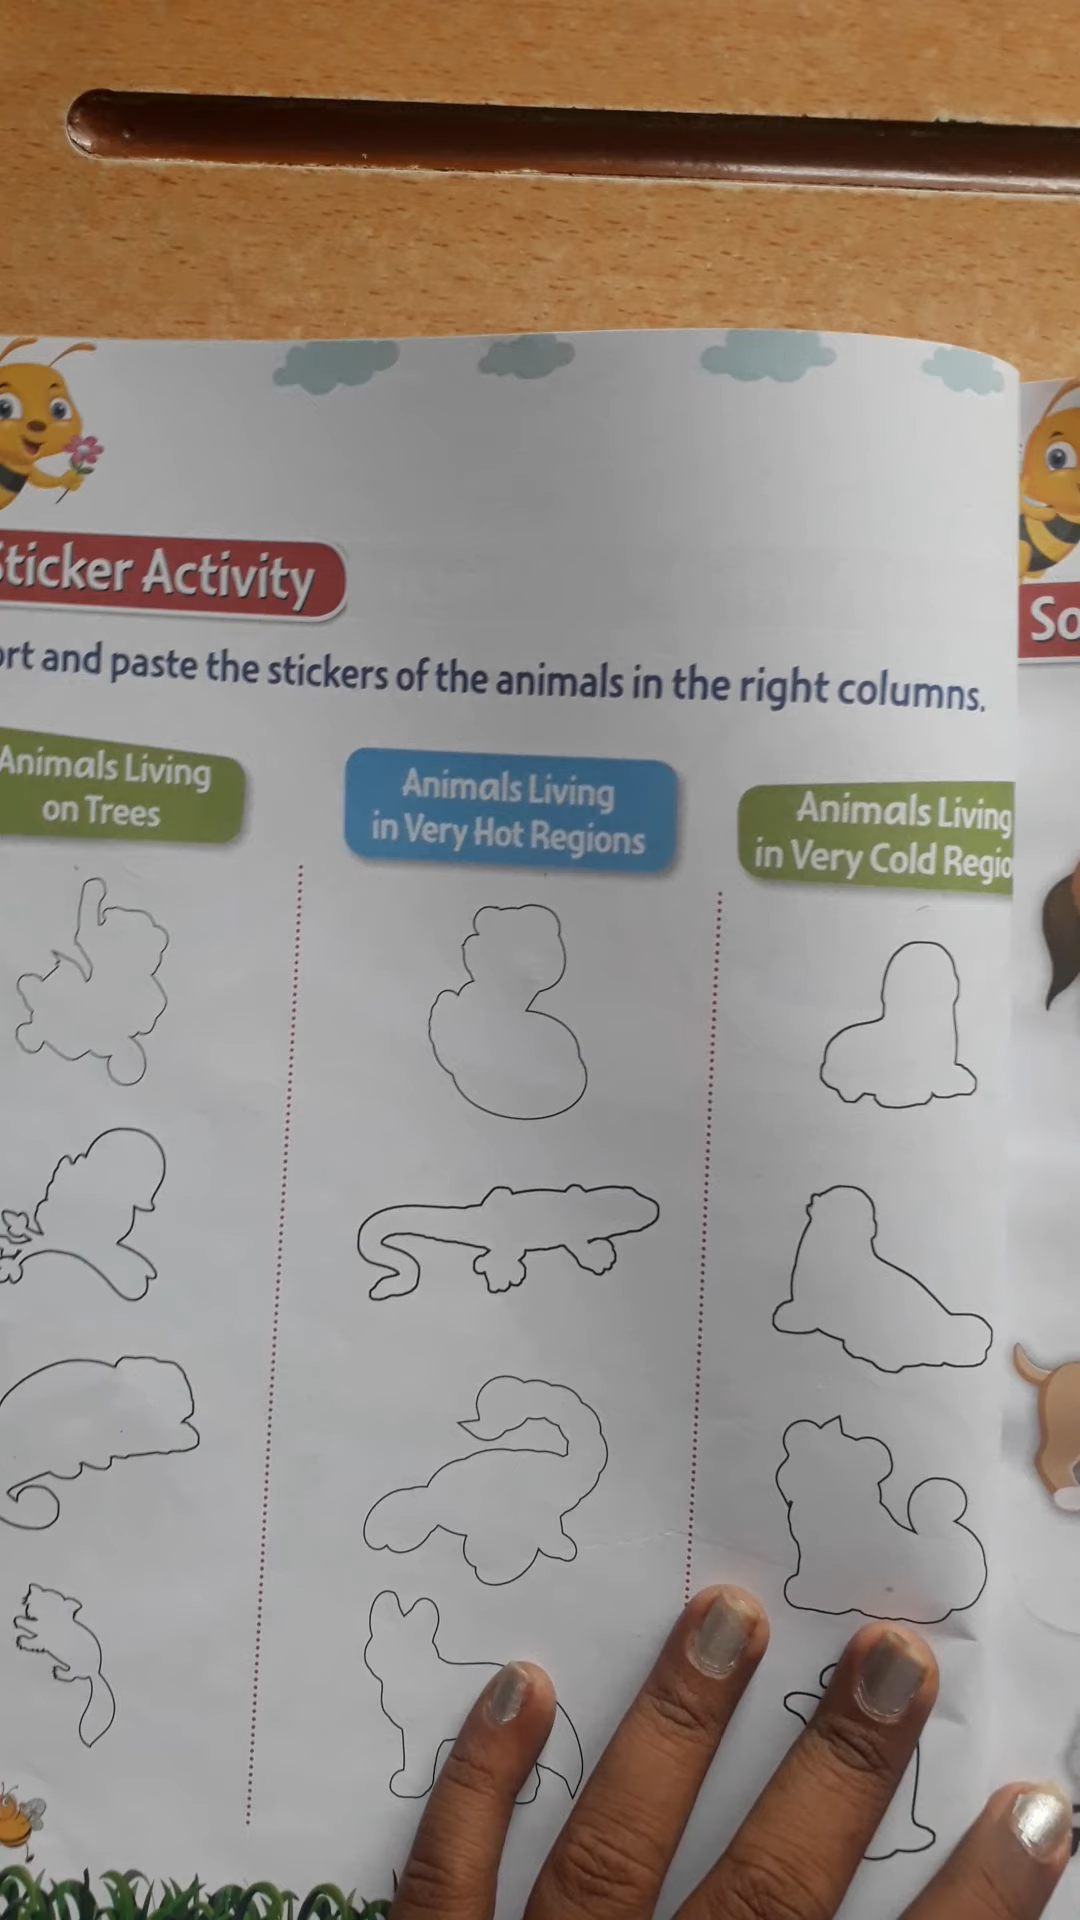 Sticker Activity
ort and paste the stickers of the animals in the right columns.
Animals Living
on Trees
Animals Living
in Very Hot Regions
Animals Living
in Very Cold Regio
So